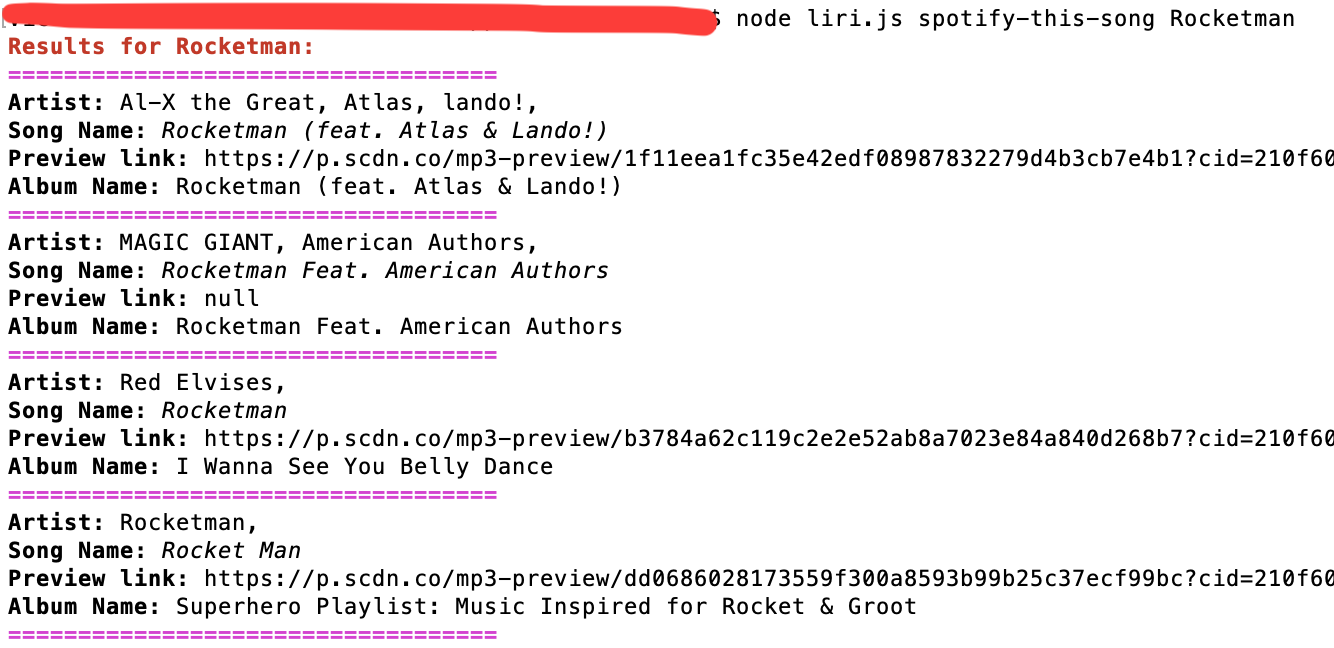 $ node liri.js spotify-this-song Rocketman
Results for Rocketman:
===================================
Artist: Al-X the Great, Atlas, lando!,
Song Name: Rocketman (feat. Atlas & Lando!)
Preview link: https://p.scdn.co/mp3-preview/1f11eea1fc35e42edf08987832279d4b3cb7e4b1?cid=210f60
Album Name: Rocketman (feat. Atlas & Lando!)
===================================
Artist: MAGIC GIANT, American Authors,
Song Name: Rocketman Feat. American Authors
Preview link: null
Album Name: Rocketman Feat. American Authors
===================================
Artist: Red Elvises,
Song Name: Rocketman
Preview link: https://p.scdn.co/mp3-preview/b3784a62c119c2e2e52ab8a7023e84a840d268b7?cid=210f60
Album Name: I Wanna See You Belly Dance
===================================
Artist: Rocketman,
Song Name: Rocket Man
Preview link: https://p.scdn.co/mp3-preview/dd0686028173559f300a8593b99b25c37ecf99bc?cid=210f60
Album Name: Superhero Playlist: Music Inspired for Rocket & Groot
===================================